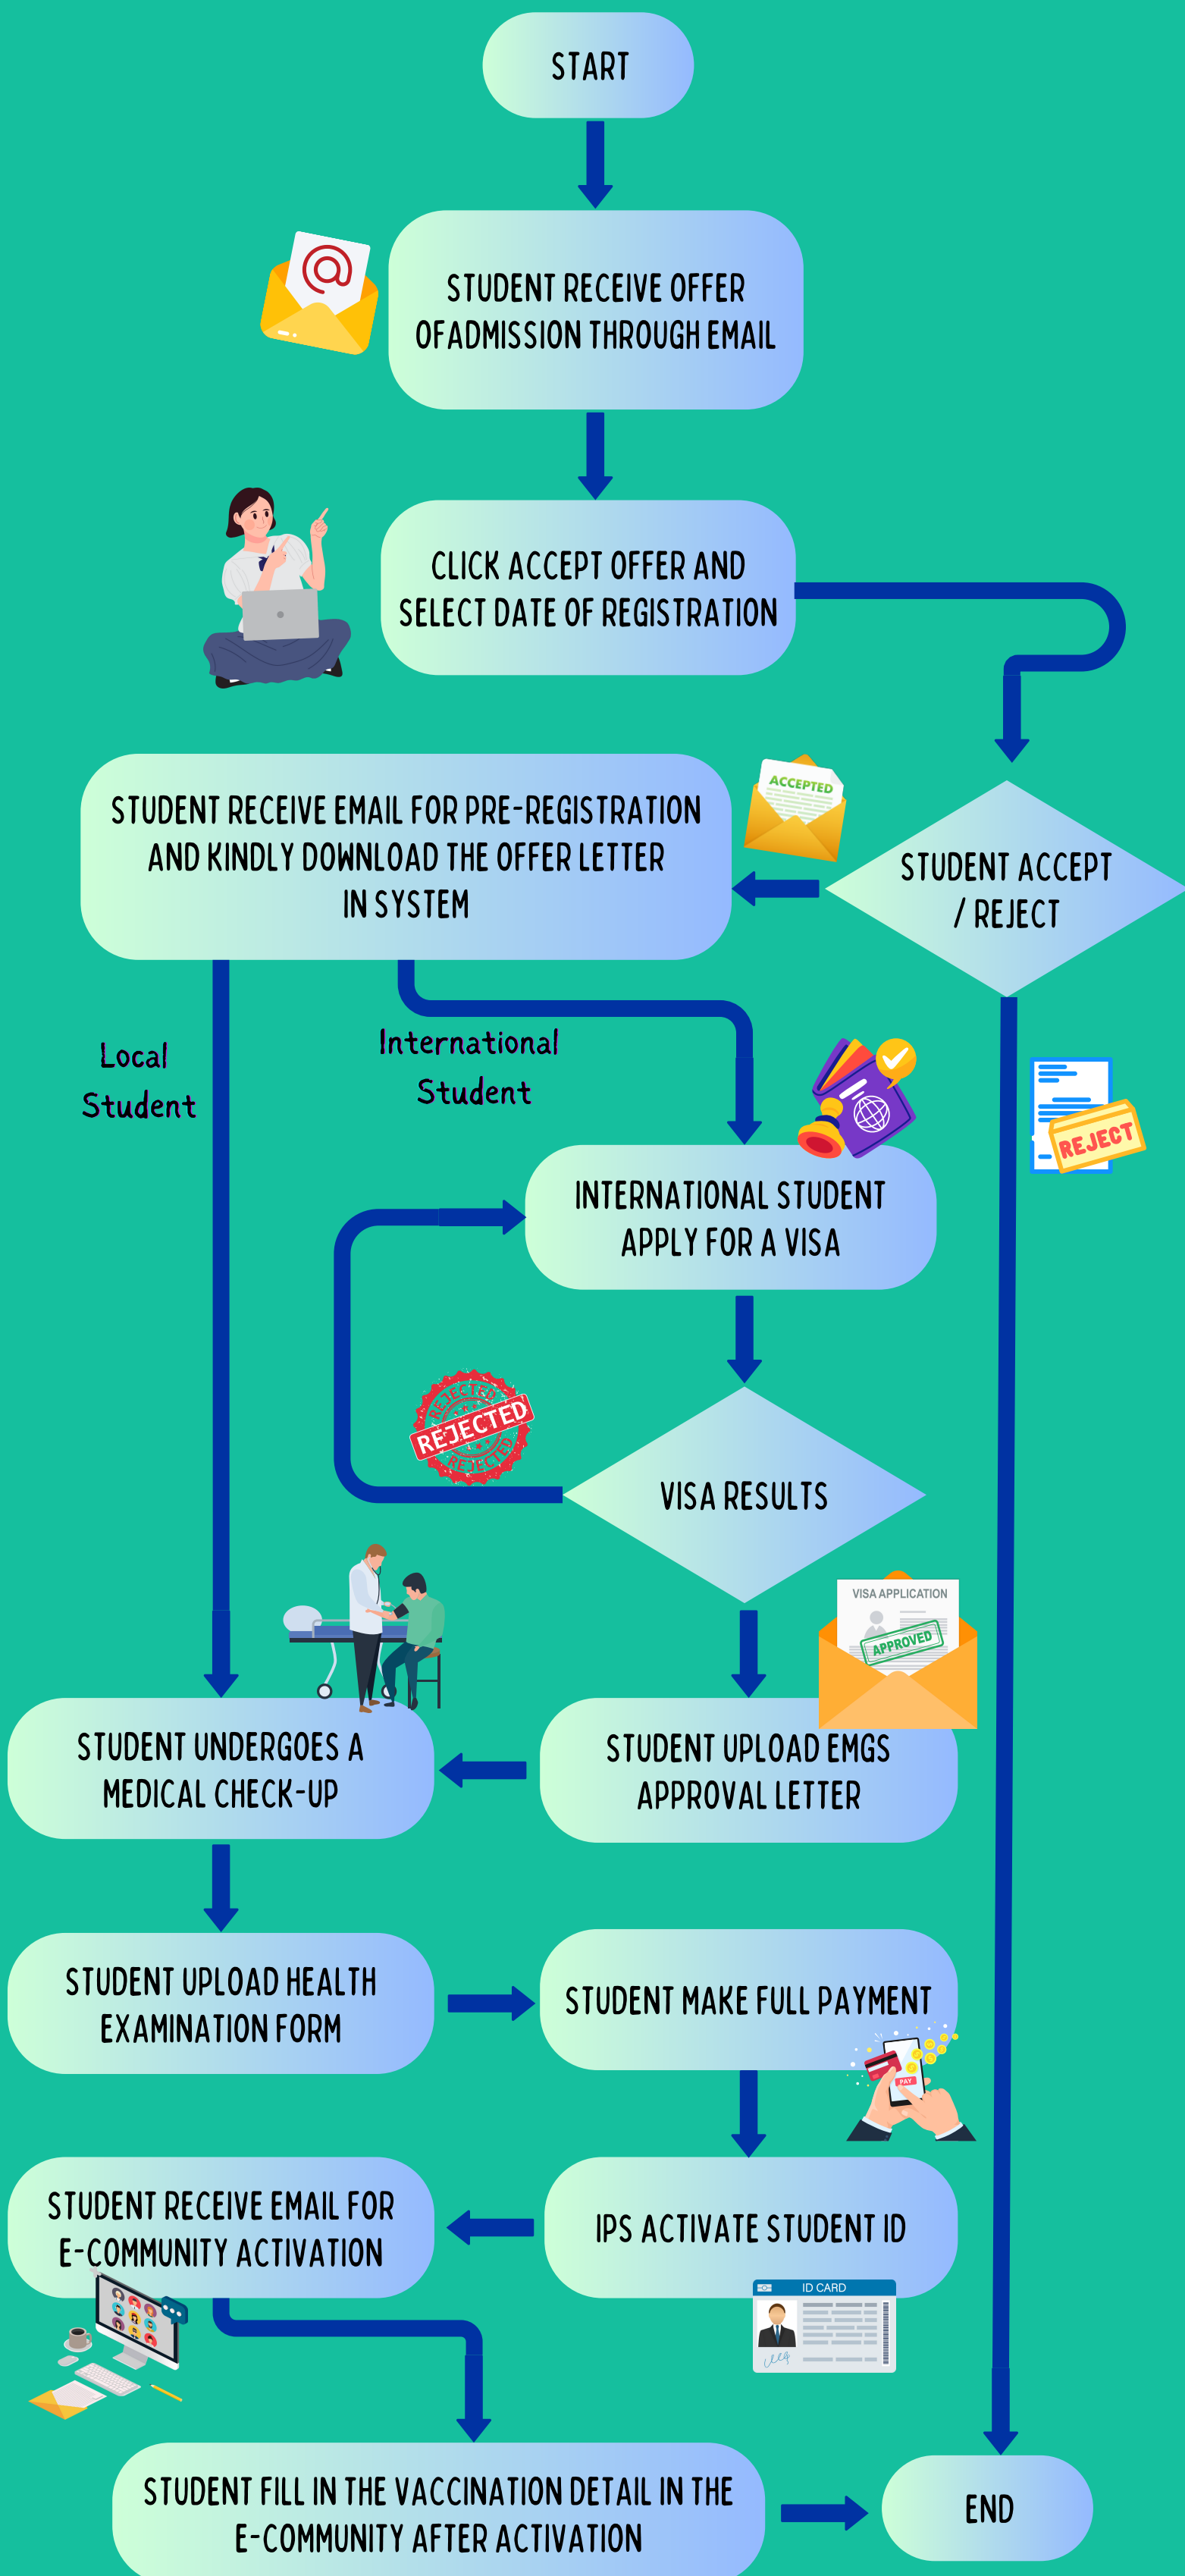 START
STUDENT RECEIVE OFFER
OFADMISSION THROUGH EMAIL
CLICK ACCEPT OFFER AND
SELECT DATE OF REGISTRATION
ACCEPTED
STUDENT RECEIVE EMAIL FOR PRE-REGISTRATION
AND KINDLY DOWNLOAD THE OFFER LETTER
IN SYSTEM
STUDENT ACCEPT
/ REJECT
Local
Student
International
Student
REJECT
INTERNATIONAL STUDENT
APPLY FOR A VISA
REJECTED
REJECTED
REJECTED
VISA RESULTS
VISA APPLICATION
APPROVED
STUDENT UNDERGOES A
MEDICAL CHECK-UP
STUDENT UPLOAD EMGS
APPROVAL LETTER
STUDENT UPLOAD HEALTH
EXAMINATION FORM
STUDENT MAKE FULL PAYMENT
PAY
STUDENT RECEIVE EMAIL FOR
E-COMMUNITY ACTIVATION
IPS ACTIVATE STUDENT ID
ID CARD
STUDENT FILL IN THE VACCINATION DETAIL IN THE
E-COMMUNITY AFTER ACTIVATION
END